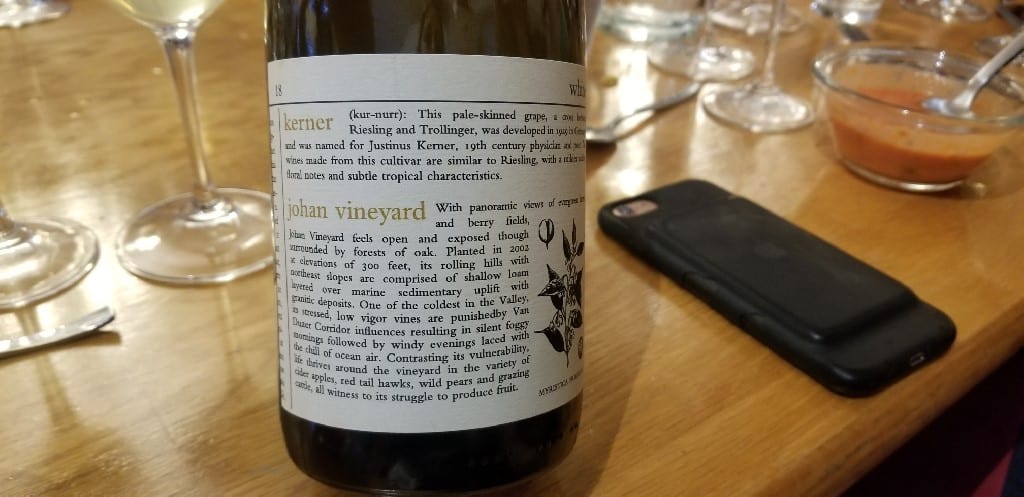 18
whi
kerner (kur-nurr): This pale-skinned grape, a cross
Riesling and Trollinger, was developed in 1929 in
and was named for Justinus Kerner, 19th century physician and
wines made from this cultivar are similar to Riesling, with a
floral notes and subtle tropical characteristics.
johan vineyard With panoramic views of evergreen
and berry fields,
Johan Vineyard feels open and exposed though
surrounded by forests of oak. Planted in 2002
at elevations of 300 feet, its rolling hills with
northeast slopes are comprised of shallow loam
layered over marine sedimentary uplift with
granitic deposits. One of the coldest in the Valley,
its stressed, low vigor vines are punishedby Van
Duzer Corridor influences resulting in silent foggy
mornings followed by windy evenings laced with
the chill of ocean air. Contrasting its vulnerability,
life thrives around the vineyard in the variety of
cider apples, red tail hawks, wild pears and grazing
cattle, all witness to its struggle to produce fruit.
MYRISTICA